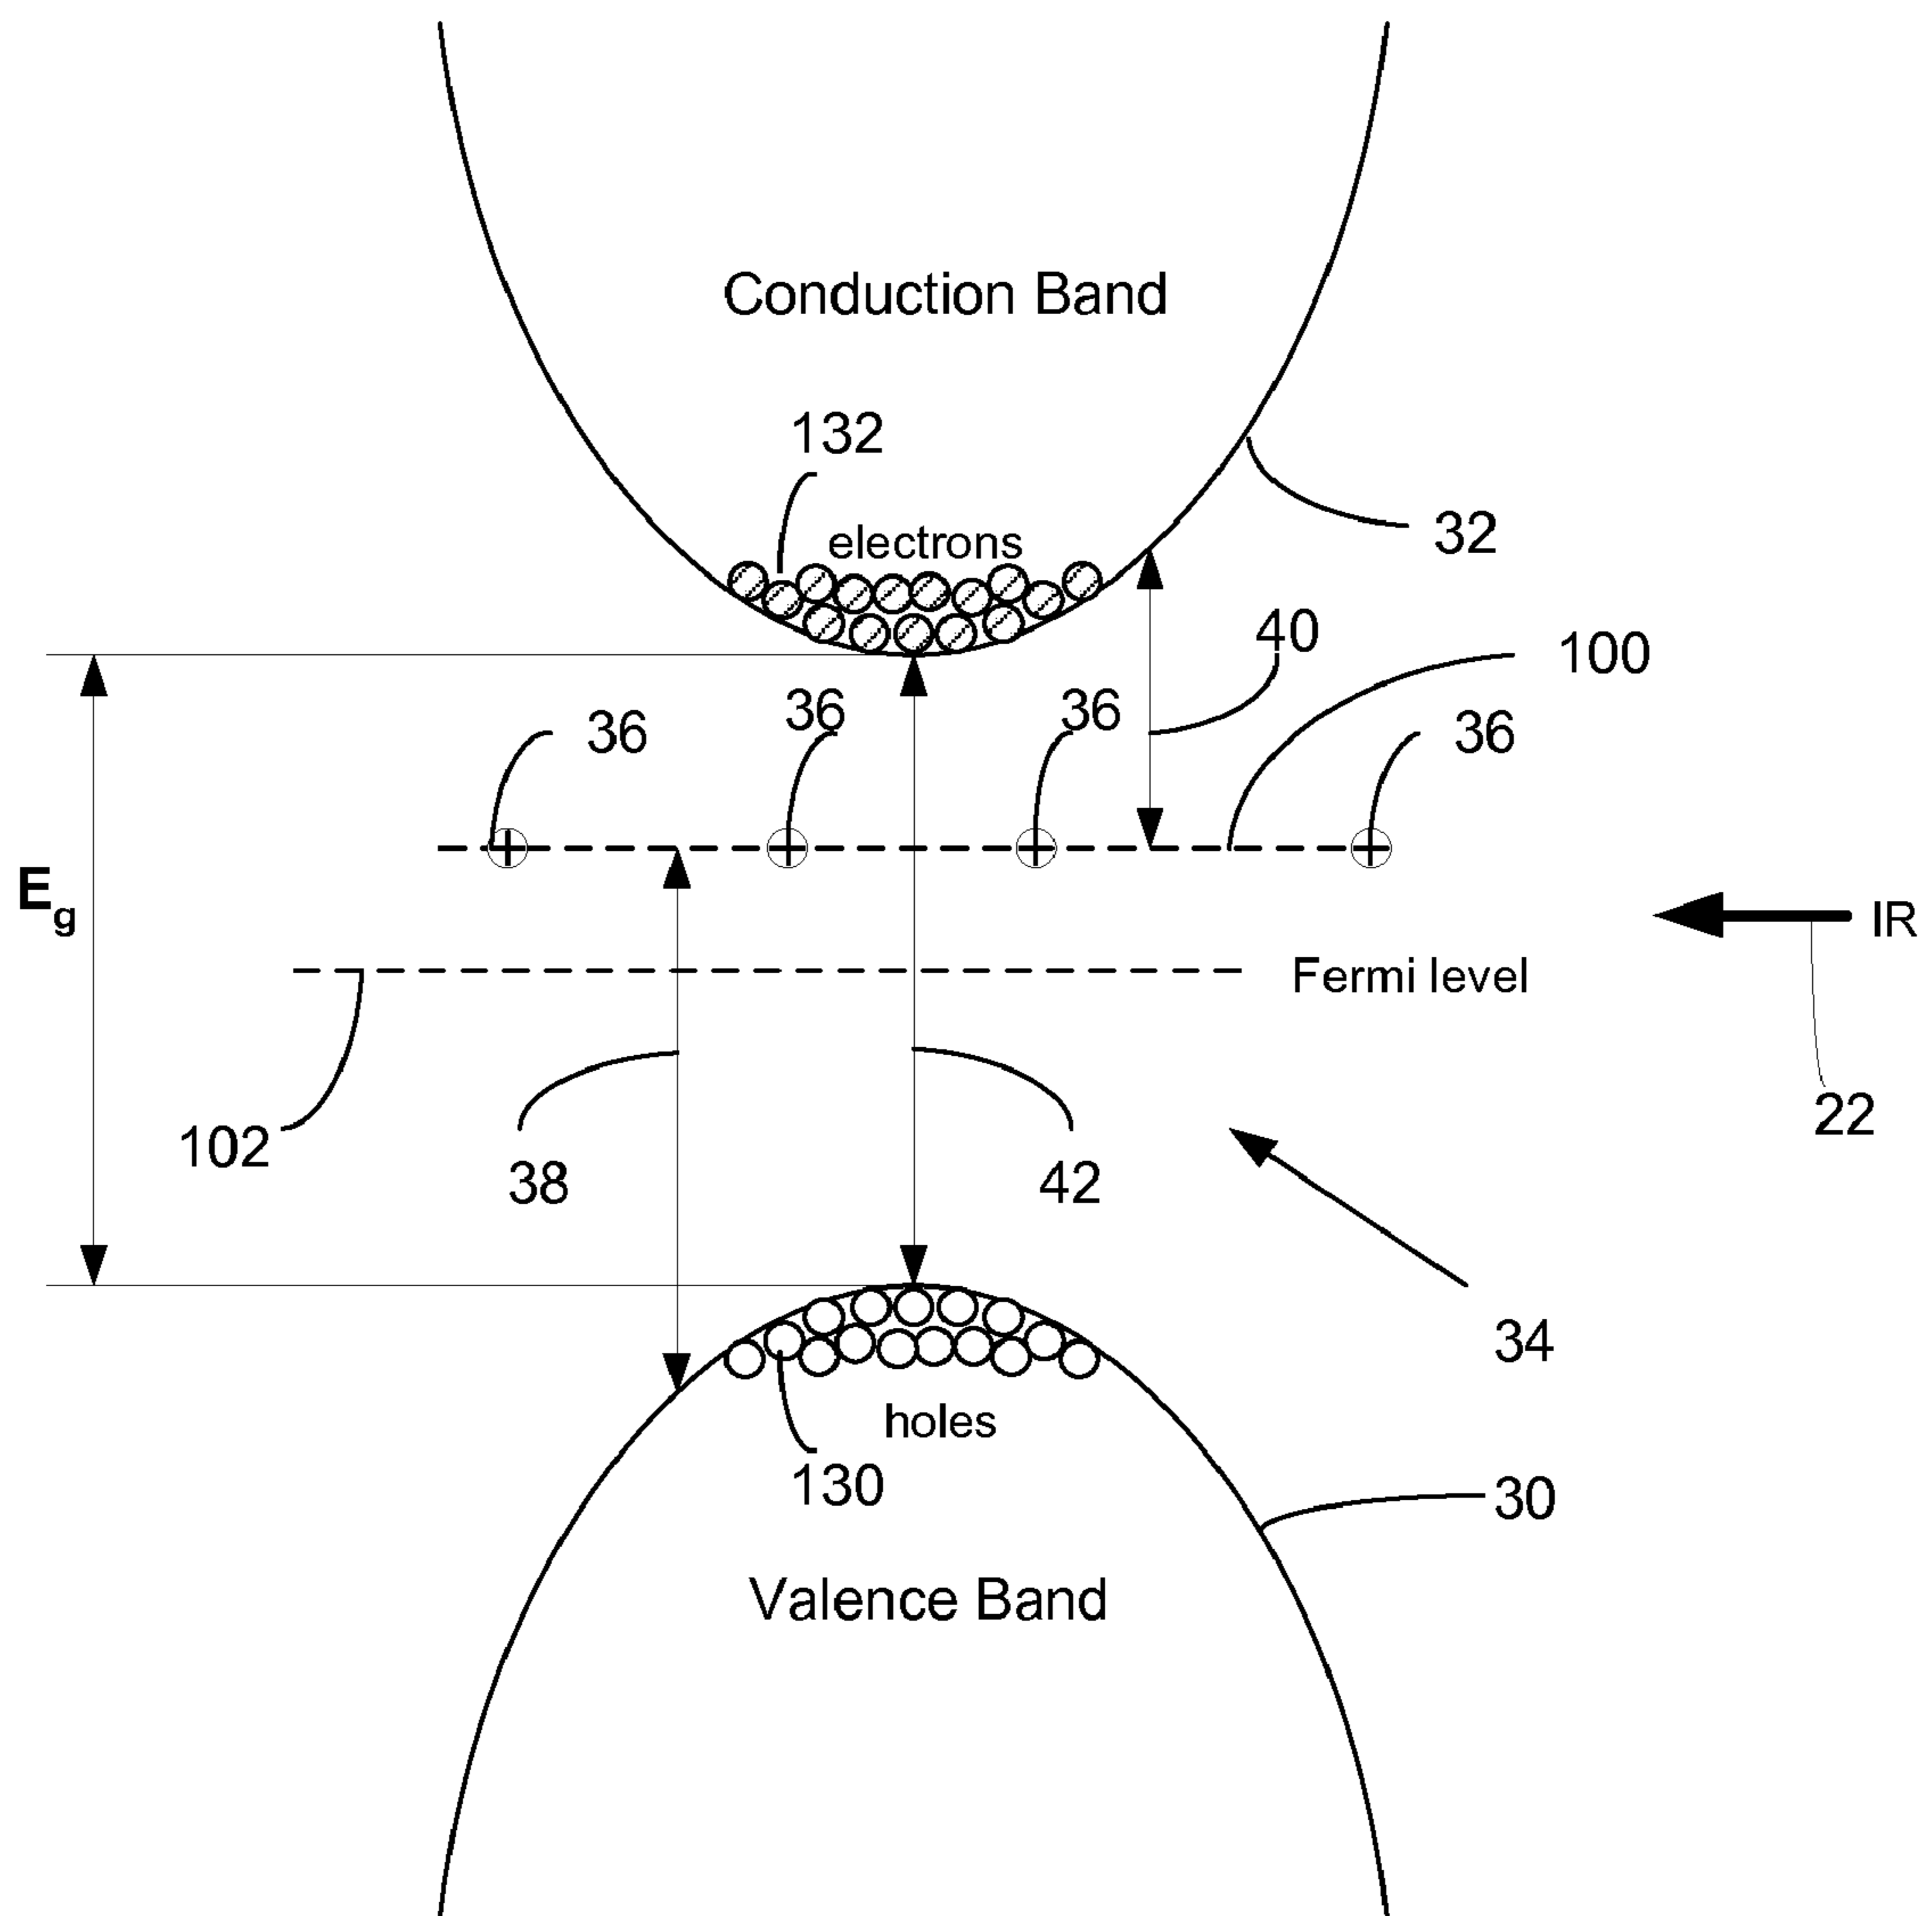 Conduction Band
132
electrons
32
40
100
36
36
36
36
Eg
IR
Fermi level
102
38
42
22
34
holes
130
30
Valence Band